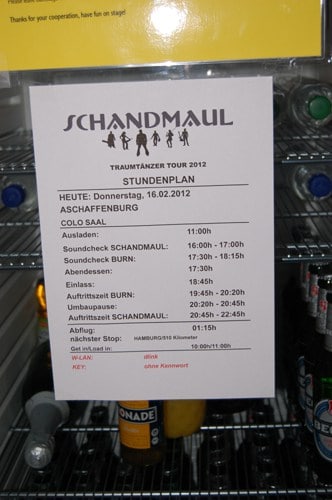 Thanks for your cooperation, have fun on stage!
SCHANDMAUL
TRAUMTÄNZER TOUR 2012
STUNDENPLAN
HEUTE: Donnerstag, 16.02.2012
ASCHAFFENBURG
COLO SAAL
Ausladen: 11:00h
Soundcheck SCHANDMAUL: 16:00h - 17:00h
Soundcheck BURN: 17:30h - 18:15h
Abendessen: 17:30h
Einlass: 18:45h
Auftrittszeit BURN: 19:45h - 20:20h
Umbaupause: 20:20h - 20:45h
Auftrittszeit SCHANDMAUL: 20:45h - 22:45h
Abflug: 01:15h
nächster Stop: HAMBURG/510 Kilometer
Get in/Load in: 10:00h/11.00h
W-LAN: dlink
KEY: ohne Kennwort
ONADE
BEC